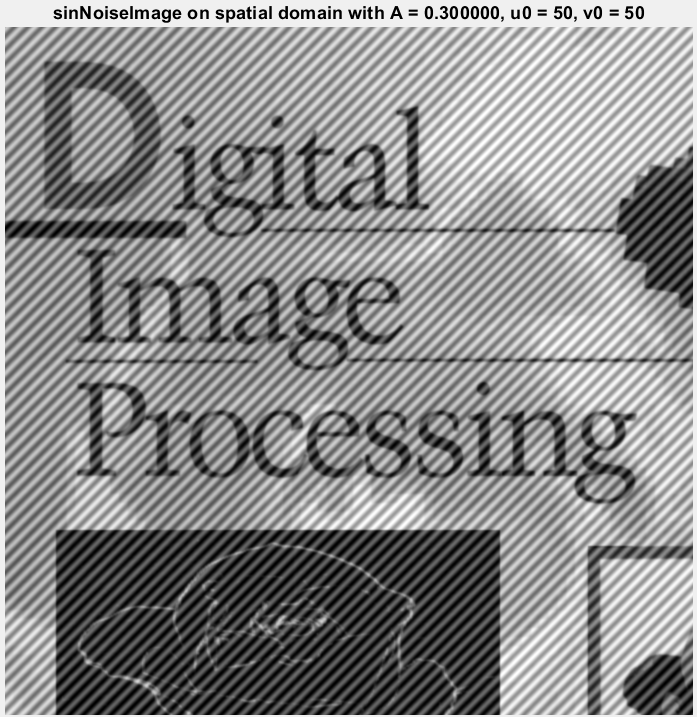 sinNoiseImage on spatial domain with A = 0.300000, u0 = 50, v0 = 50
Digital
Image
Processing